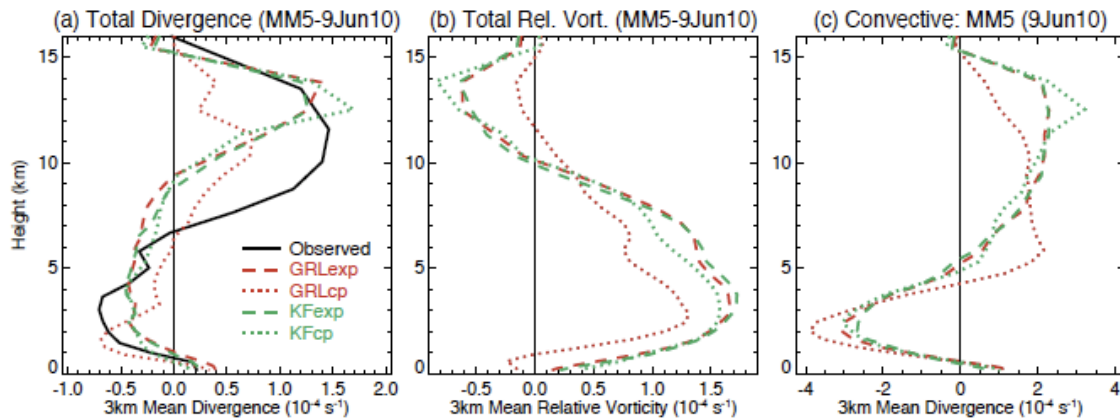 (a) Total Divergence (MM5-9Jun10)
(b) Total Rel. Vort. (MM5-9Jun10)
(c) Convective: MM5 (9Jun10)
Height (km)
15
10
5
0
Observed
GRLexp
GRLcp
KFexp
KFcp
-1.0 -0.5 0.0 0.5 1.0 1.5 2.0
3km Mean Divergence (10⁻⁴ s⁻¹)
15
10
5
0
-0.5 0.0 0.5 1.0 1.5
3km Mean Relative Vorticity (10⁻⁴ s⁻¹)
15
10
5
0
-4 -2 0 2 4
3km Mean Divergence (10⁻⁴ s⁻¹)